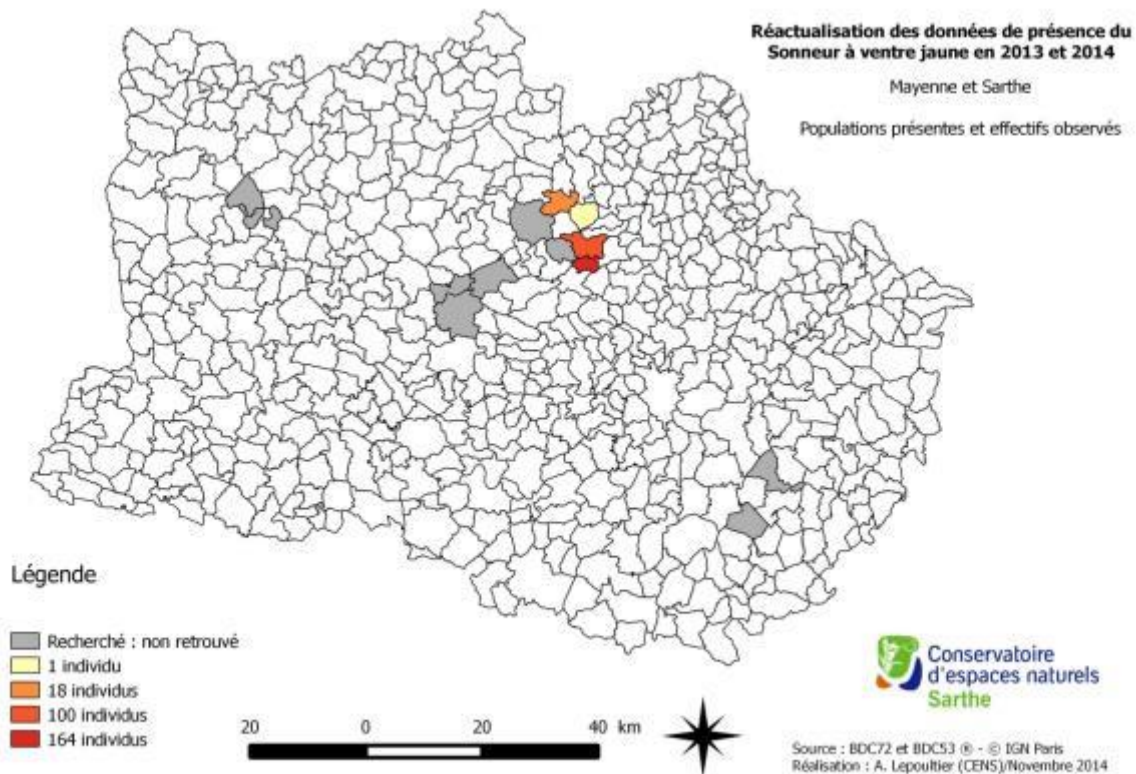 Réactualisation des données de présence du
Sonneur à ventre jaune en 2013 et 2014
Mayenne et Sarthe
Populations présentes et effectifs observés
Légende
Recherché : non retrouvé
1 individu
18 individus
100 individus
164 individus
20 0 20 40 km
Conservatoire
d'espaces naturels
Sarthe
Source : BDC72 et BDC53 ® - © IGN Paris
Réalisation : A. Lepoultier (CENS)/Novembre 2014